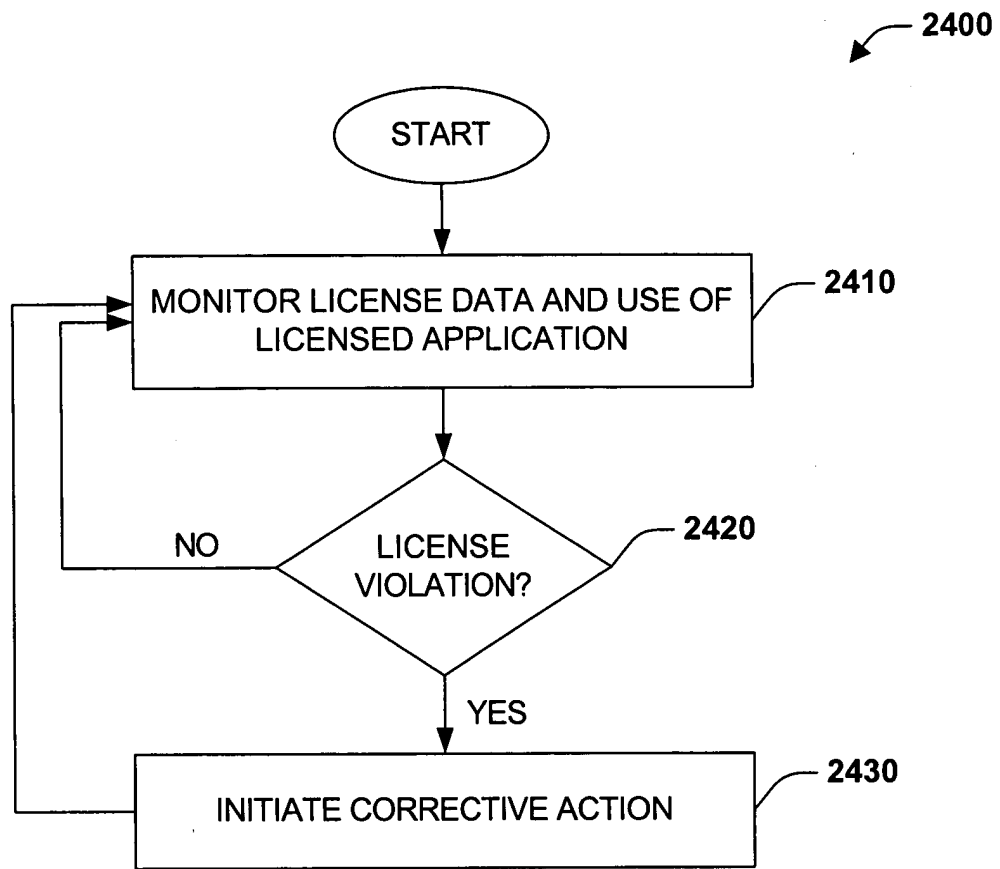 2400
START
MONITOR LICENSE DATA AND USE OF
LICENSED APPLICATION
2410
LICENSE
VIOLATION?
2420
NO
YES
INITIATE CORRECTIVE ACTION
2430